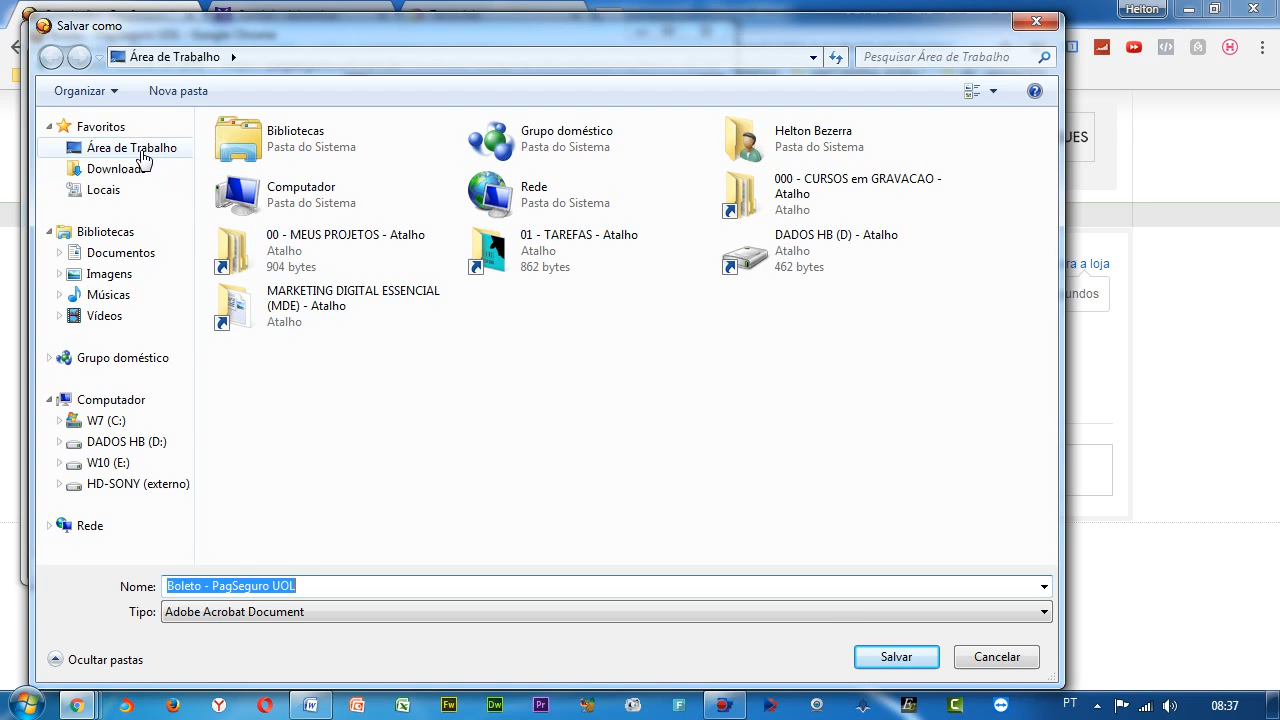 Helton
Salvar como
Área de Trabalho
Pesquisar Área de Trabalho
Organizar
Nova pasta
Favoritos
Área de Trabalho
Downloads
Locais
Bibliotecas
Documentos
Imagens
Músicas
Vídeos
Grupo doméstico
Computador
W7 (C:)
DADOS HB (D:)
W10 (E:)
HD-SONY (externo)
Rede
Bibliotecas
Pasta do Sistema
Grupo doméstico
Pasta do Sistema
Helton Bezerra
Pasta do Sistema
Computador
Pasta do Sistema
Rede
Pasta do Sistema
000 - CURSOS em GRAVACAO -
Atalho
Atalho
00 - MEUS PROJETOS - Atalho
Atalho
904 bytes
01 - TAREFAS - Atalho
Atalho
862 bytes
DADOS HB (D) - Atalho
Atalho
462 bytes
MARKETING DIGITAL ESSENCIAL
(MDE) - Atalho
Atalho
UES
ra a loja
undos
Nome: Boleto - PagSeguro UOL
Tipo: Adobe Acrobat Document
Ocultar pastas
Salvar
Cancelar
PT
08:37